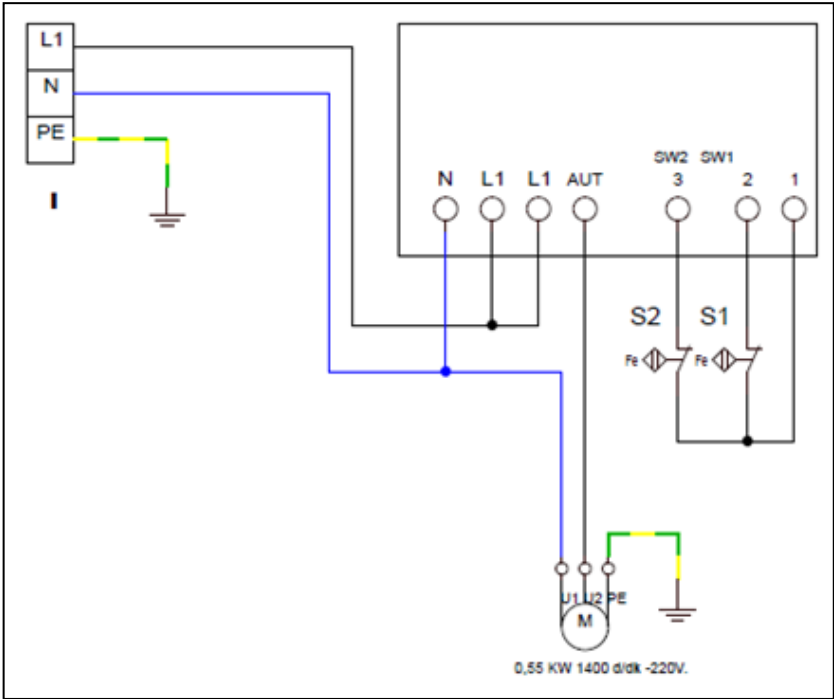 L1
N
PE
I
SW2 SW1
N L1 L1 AUT 3 2 1
S2 S1
Fe Fe
U1 U2 PE
M
0,55 KW 1400 d/dk -220V.